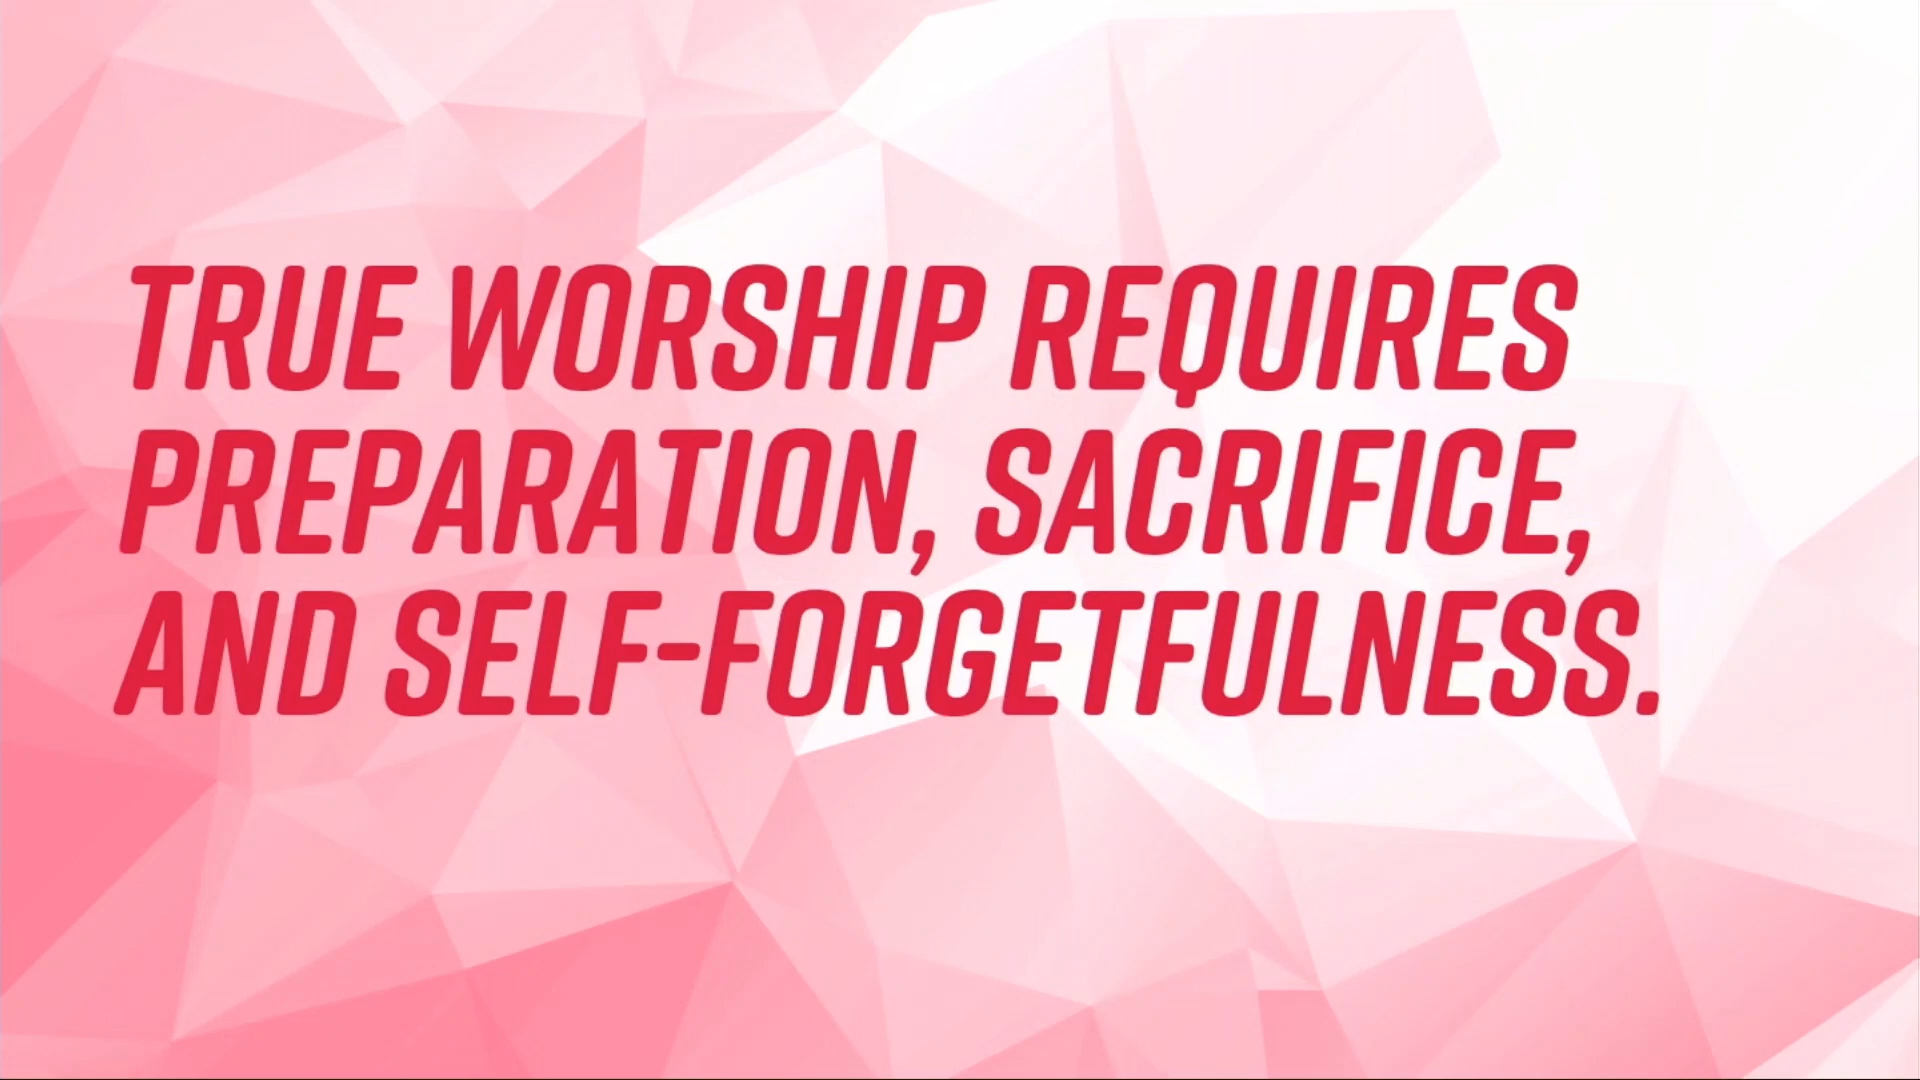 TRUE WORSHIP REQUIRES
PREPARATION, SACRIFICE,
AND SELF-FORGETFULNESS.